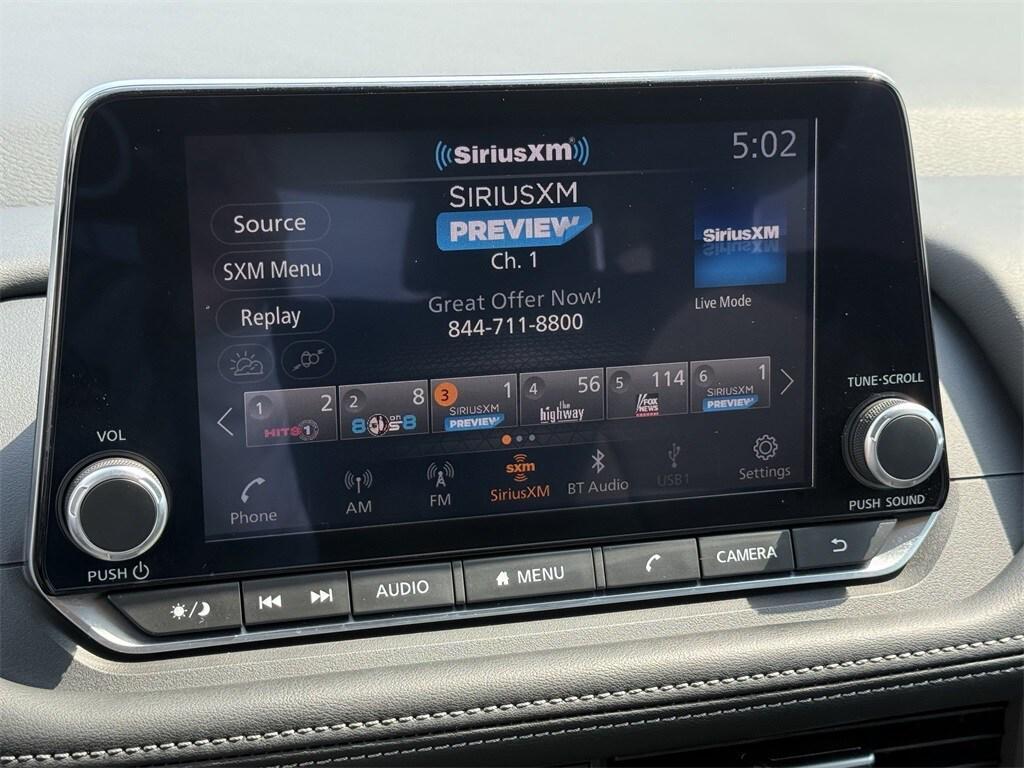 SiriusXM
5:02
SIRIUSXM
PREVIEW
Ch. 1
Source
SXM Menu
Replay
Great Offer Now!
844-711-8800
SiriusXM
Live Mode
1 2
HITS 1
2 8
80s on 8
3 1
SIRIUSXM
PREVIEW
4 56
the
highway
5 114
FOX
NEWS
6 1
SIRIUSXM
PREVIEW
Phone
AM
FM
sxm
SiriusXM
BT Audio
USB1
Settings
VOL
PUSH
TUNE·SCROLL
PUSH SOUND
AUDIO
MENU
CAMERA